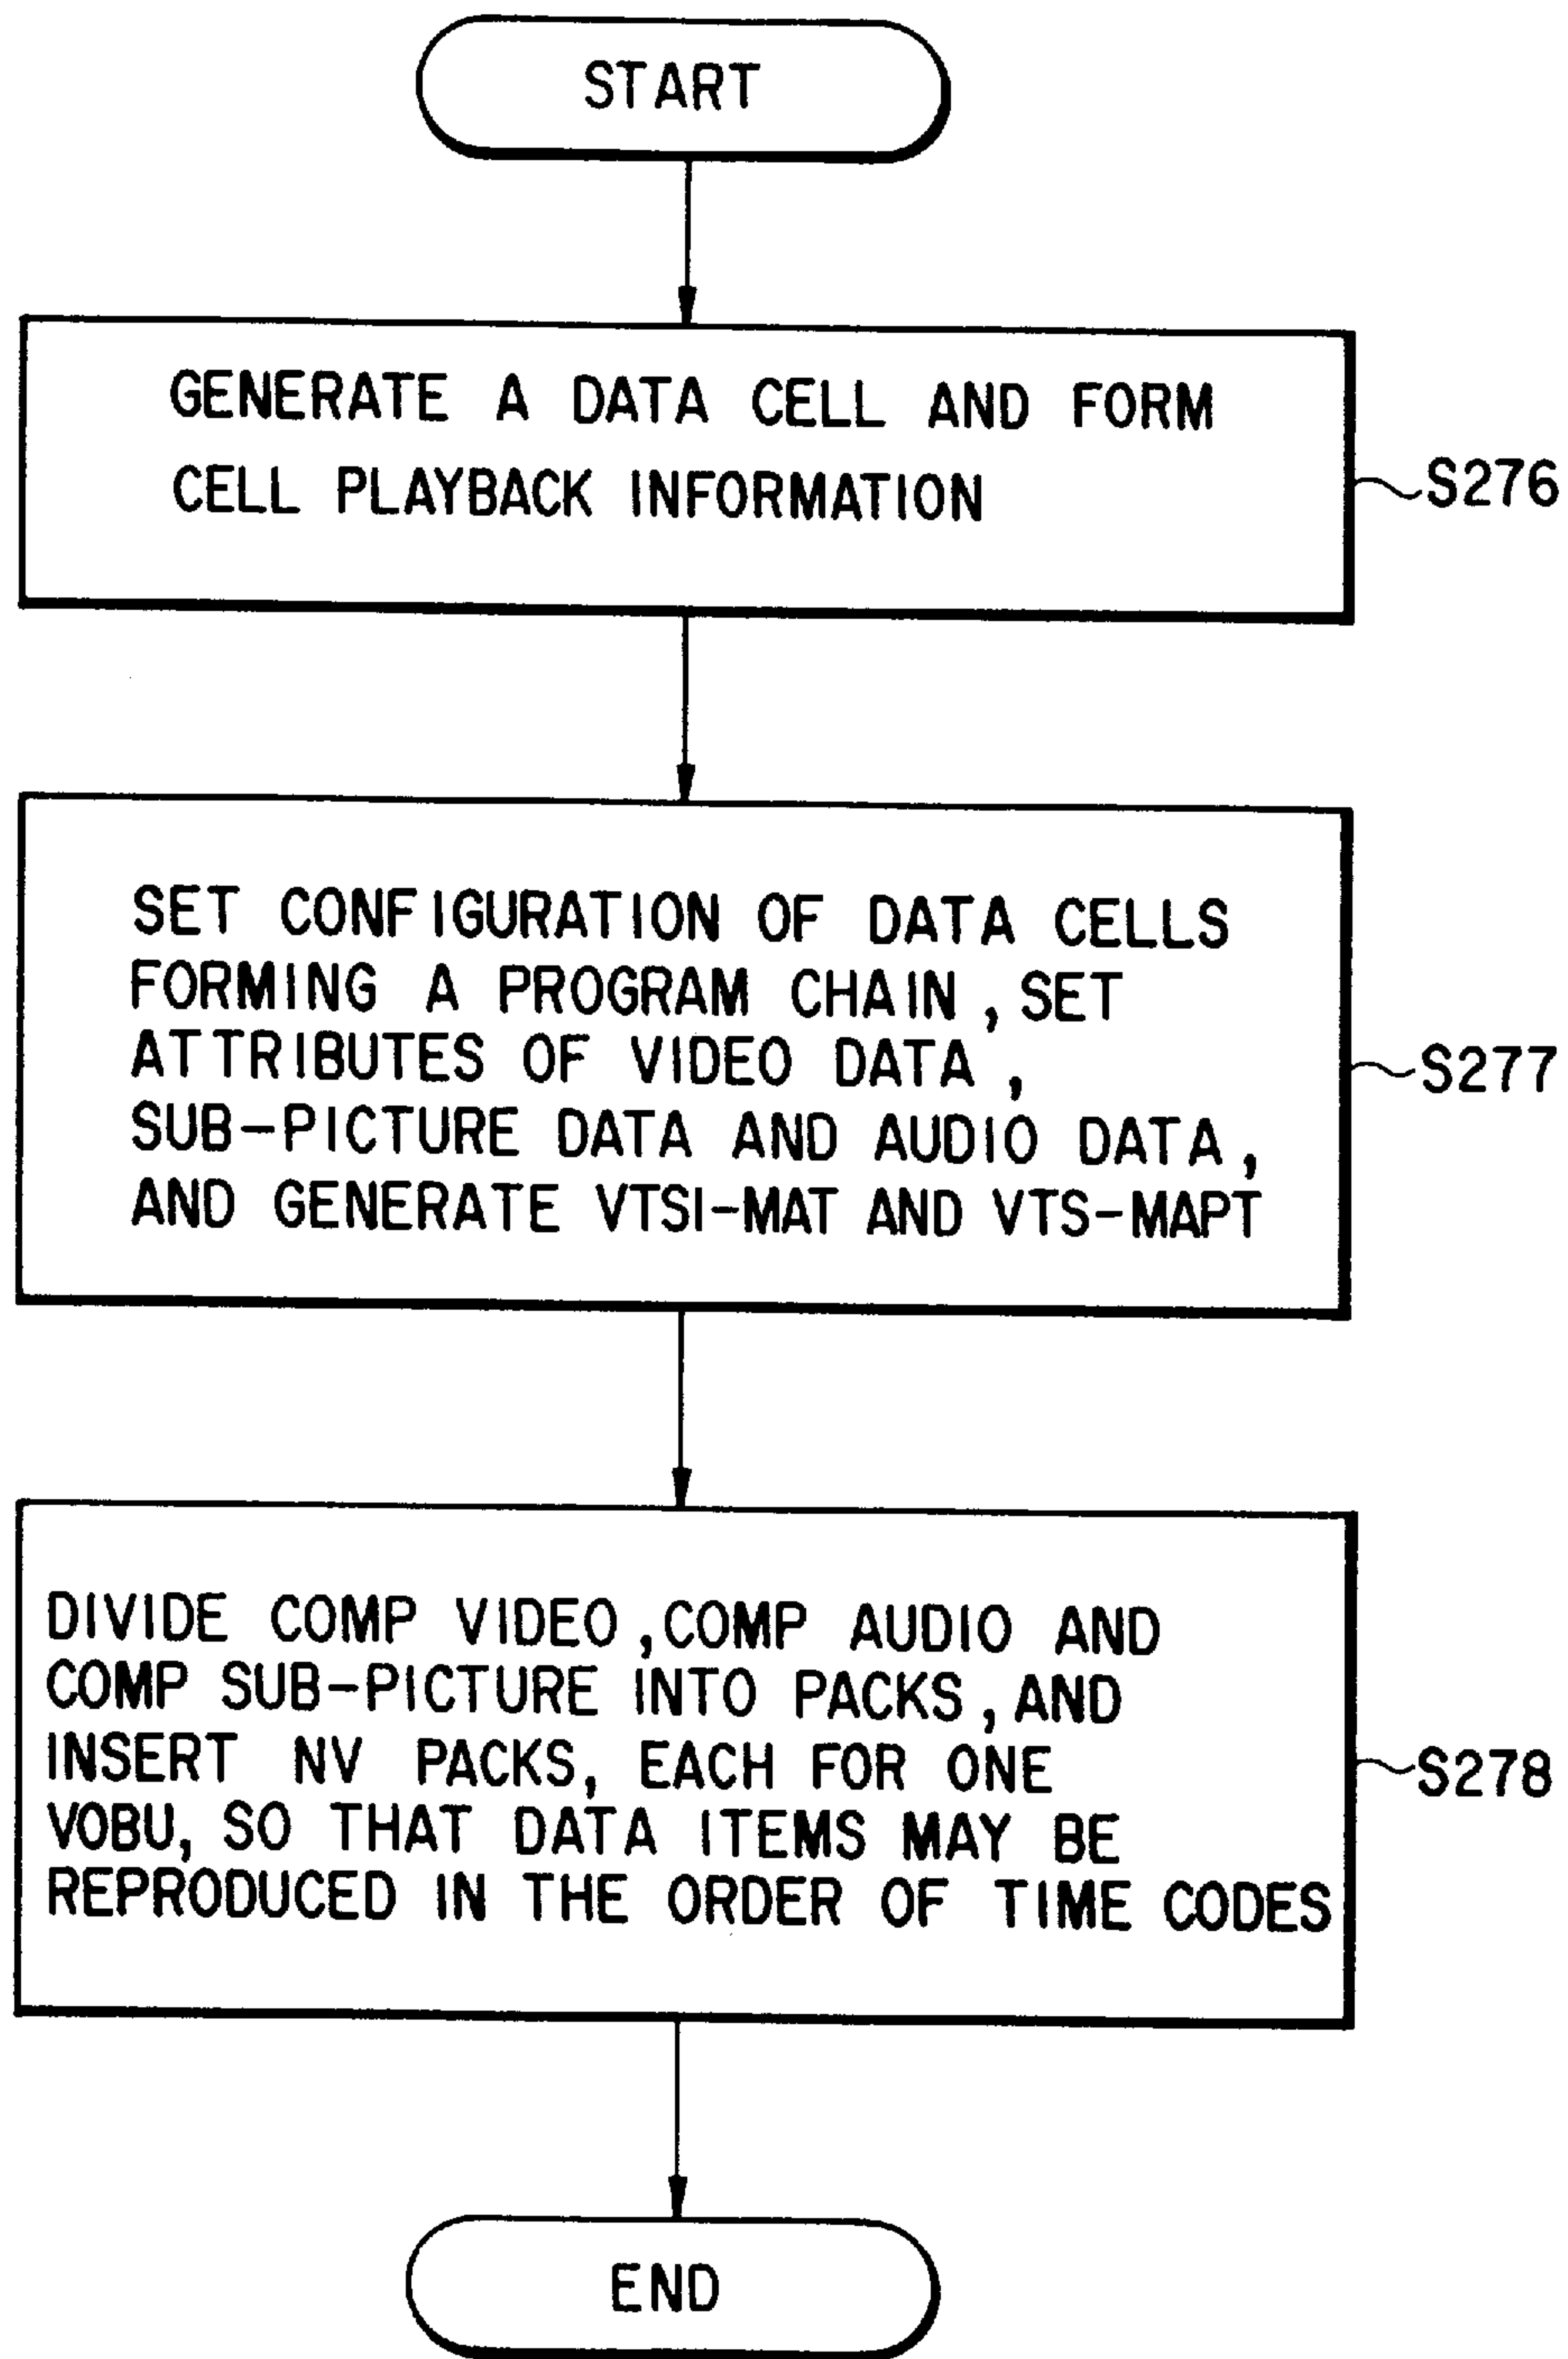 START
GENERATE A DATA CELL AND FORM
CELL PLAYBACK INFORMATION
S276
SET CONFIGURATION OF DATA CELLS
FORMING A PROGRAM CHAIN, SET
ATTRIBUTES OF VIDEO DATA,
SUB-PICTURE DATA AND AUDIO DATA,
AND GENERATE VTSI-MAT AND VTS-MAPT
S277
DIVIDE COMP VIDEO, COMP AUDIO AND
COMP SUB-PICTURE INTO PACKS, AND
INSERT NV PACKS, EACH FOR ONE
VOBU, SO THAT DATA ITEMS MAY BE
REPRODUCED IN THE ORDER OF TIME CODES
S278
END